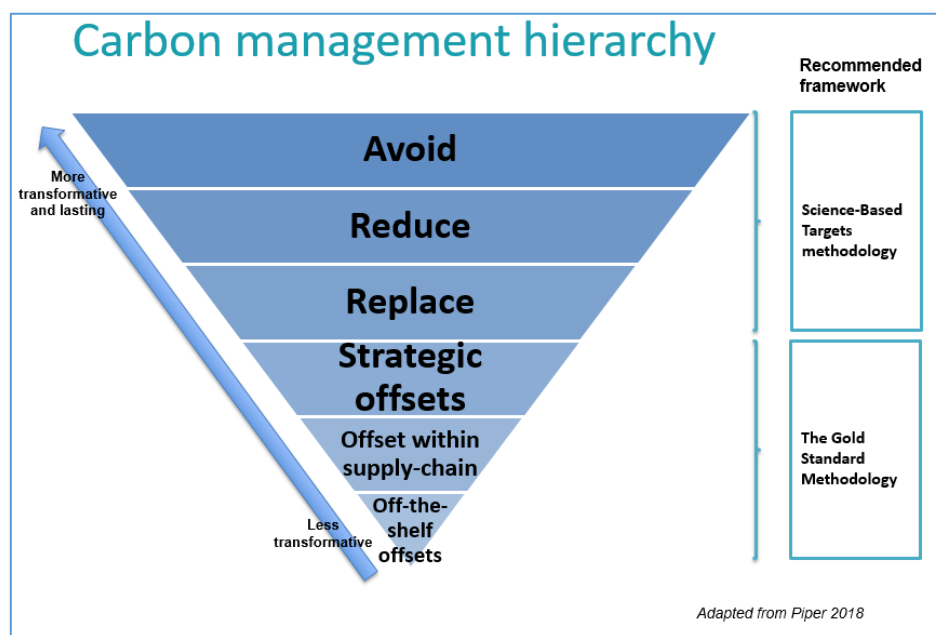 Carbon management hierarchy
Recommended
framework
Avoid
More
transformative
and lasting
Reduce
Science-Based
Targets
methodology
Replace
Strategic
offsets
Offset within
supply-chain
The Gold
Standard
Methodology
Off-the-
shelf
offsets
Less
transformative
Adapted from Piper 2018